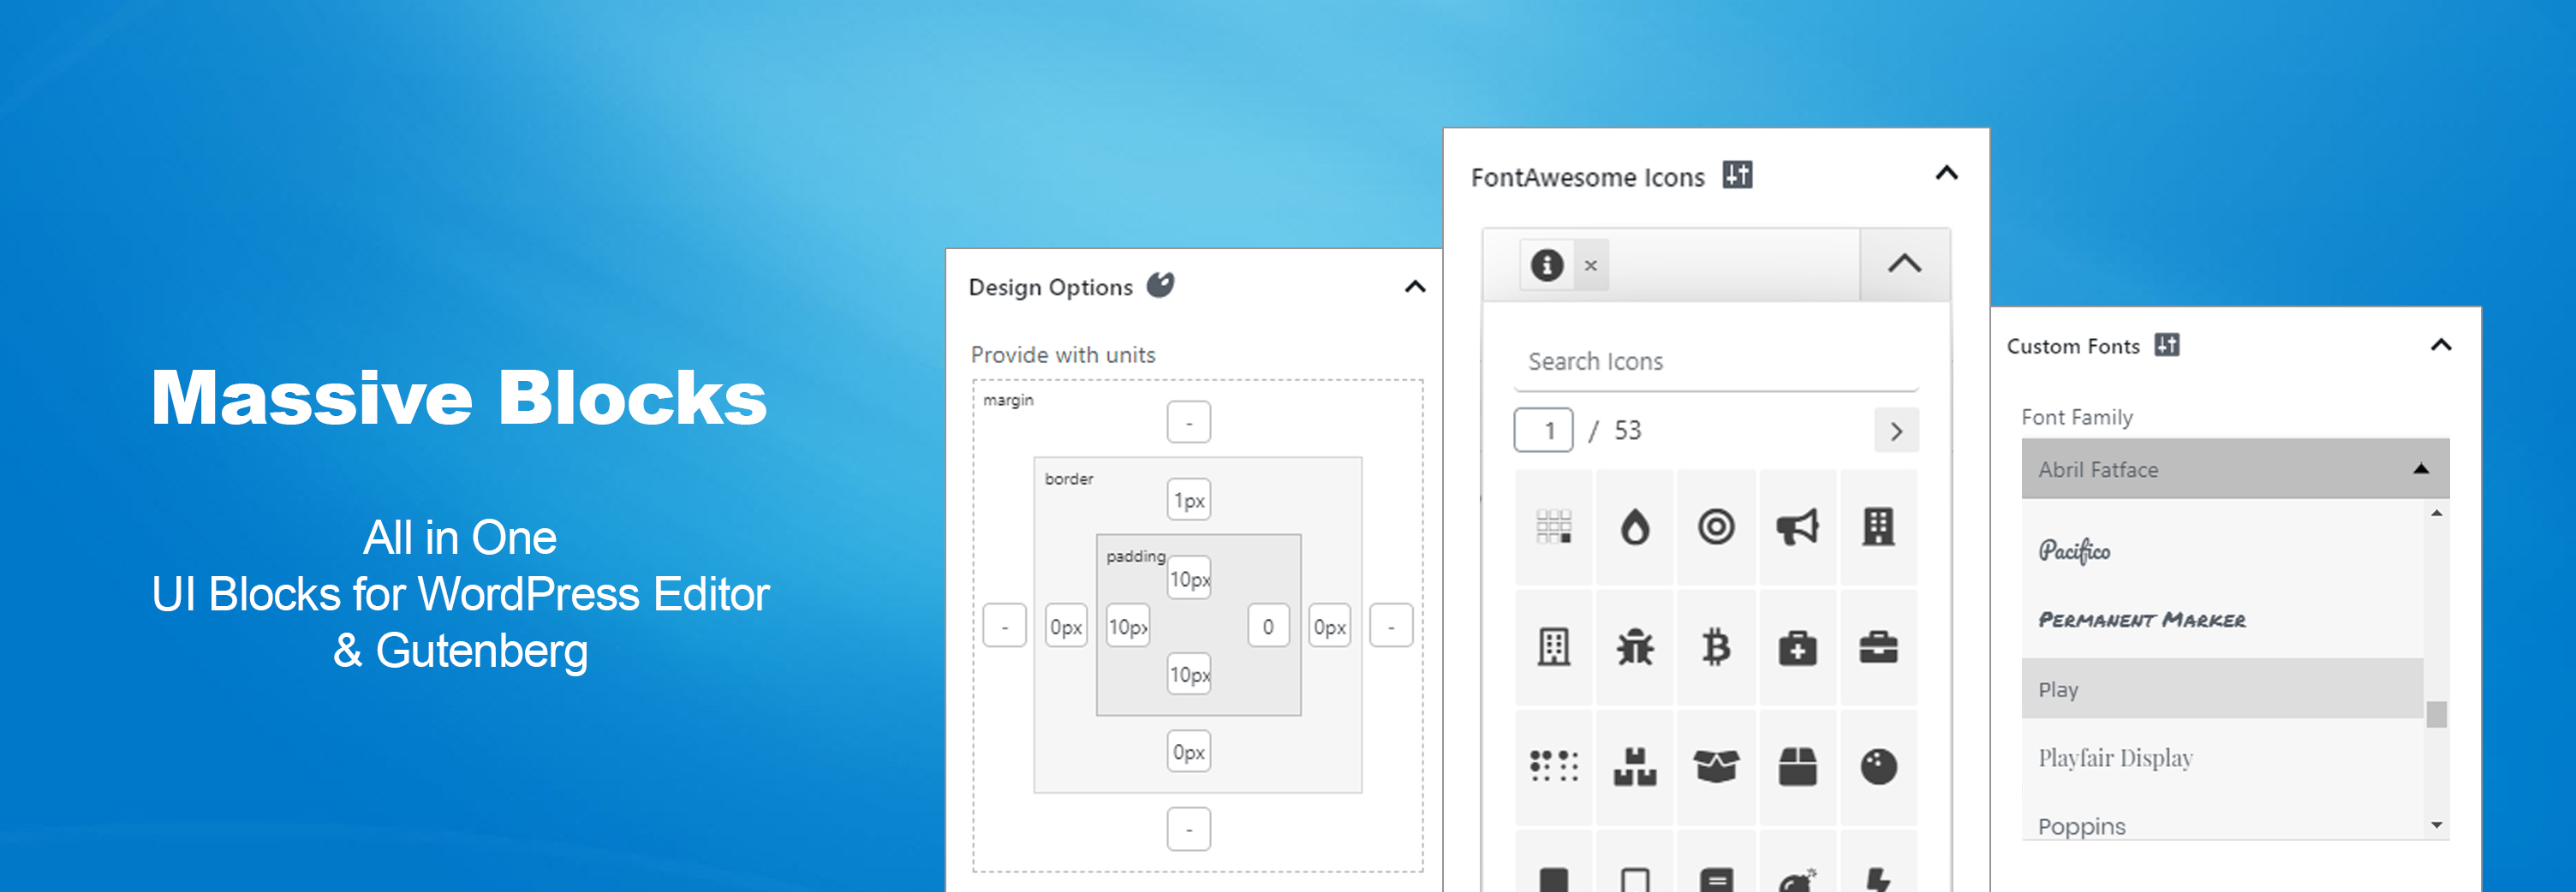 Massive Blocks
All in One
UI Blocks for WordPress Editor
& Gutenberg
Design Options
Provide with units
margin
-
border
1px
padding
10px
-
0px
10px
0
0px
-
10px
0px
-
FontAwesome Icons
×
Search Icons
1 / 53
Custom Fonts
Font Family
Abril Fatface
Pacifico
Permanent Marker
Play
Playfair Display
Poppins